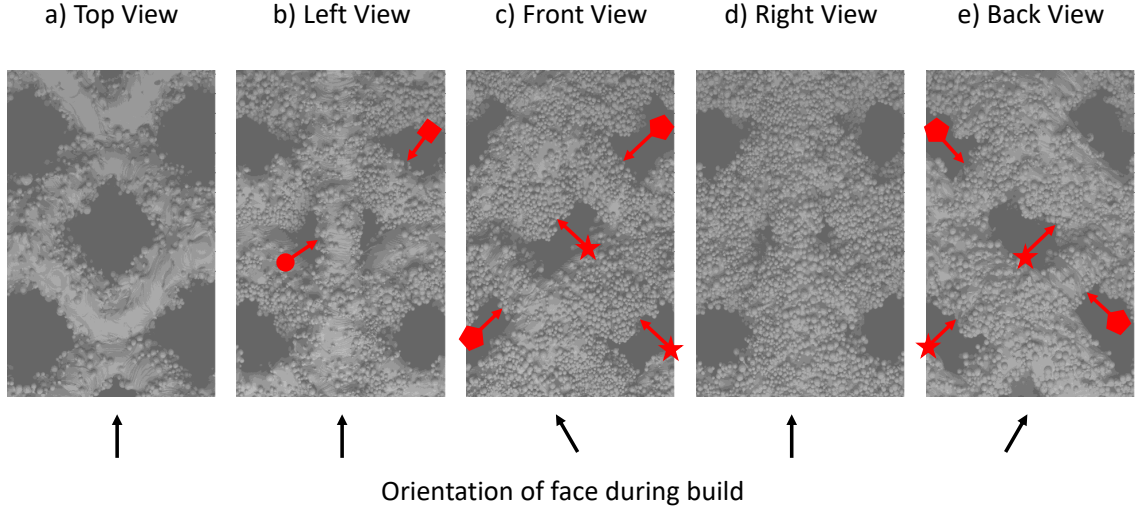 a) Top View
b) Left View
c) Front View
d) Right View
e) Back View
Orientation of face during build